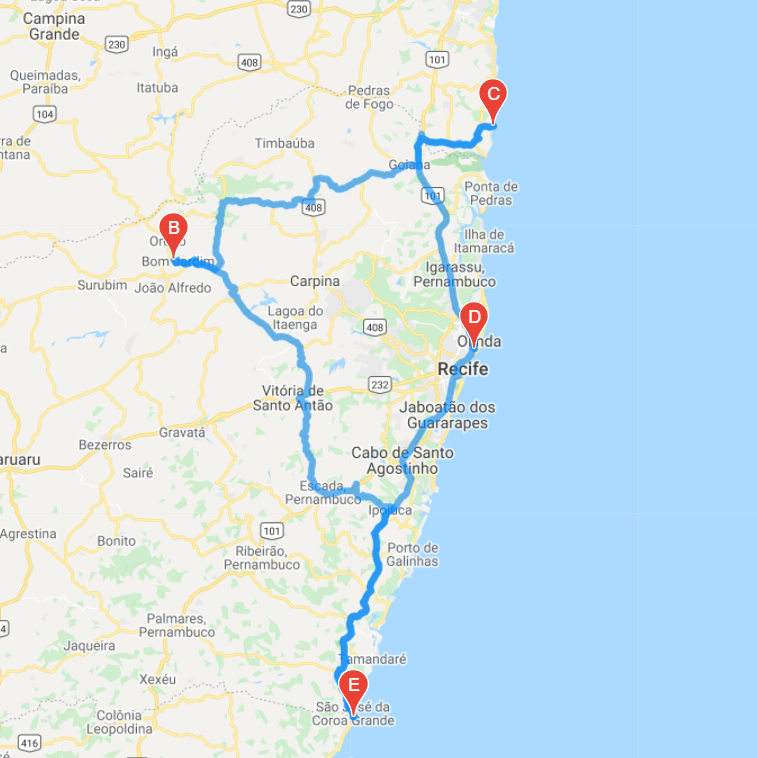 230
Campina
Grande
230
Ingá
101
408
Queimadas,
Paraíba
Itatuba
Pedras
de Fogo
C
104
Timbaúba
Goiana
Ponta de
Pedras
101
408
B
Ilha de
Itamaracá
Bom Jardim
Igarassu,
Pernambuco
Surubim
João Alfredo
Carpina
Lagoa do
Itaenga
D
408
Olinda
Recife
232
Vitória de
Santo Antão
Jaboatão dos
Guararapes
Gravatá
Bezerros
Cabo de Santo
Agostinho
aruaru
Sairé
Escada,
Pernambuco
Ipojuca
Agrestina
101
Bonito
Ribeirão,
Pernambuco
Porto de
Galinhas
Palmares,
Pernambuco
4
Jaqueira
Tamandaré
Xexéu
E
São José da
Coroa Grande
Colônia
Leopoldina
416